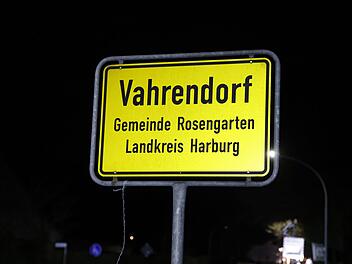 Vahrendorf
Gemeinde Rosengarten
Landkreis Harburg